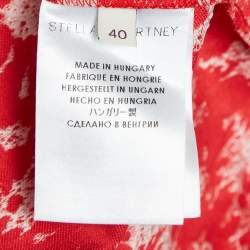 STELLA McCARTNEY
40
MADE IN HUNGARY
FABRIQUÉ EN HONGRIE
HERGESTELLT IN UNGARN
HECHO EN HUNGRIA
ハンガリー製
СДЕЛАНО В ВЕНГРИИ